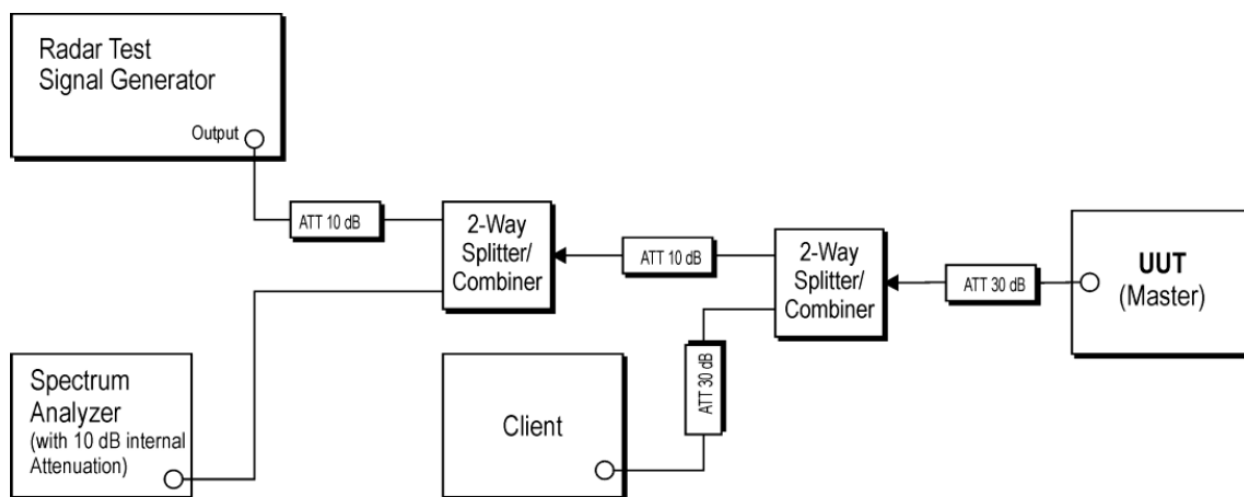 Radar Test
Signal Generator
Output
ATT 10 dB
2-Way
Splitter/
Combiner
ATT 10 dB
2-Way
Splitter/
Combiner
ATT 30 dB
UUT
(Master)
ATT 30 dB
Spectrum
Analyzer
(with 10 dB internal
Attenuation)
Client